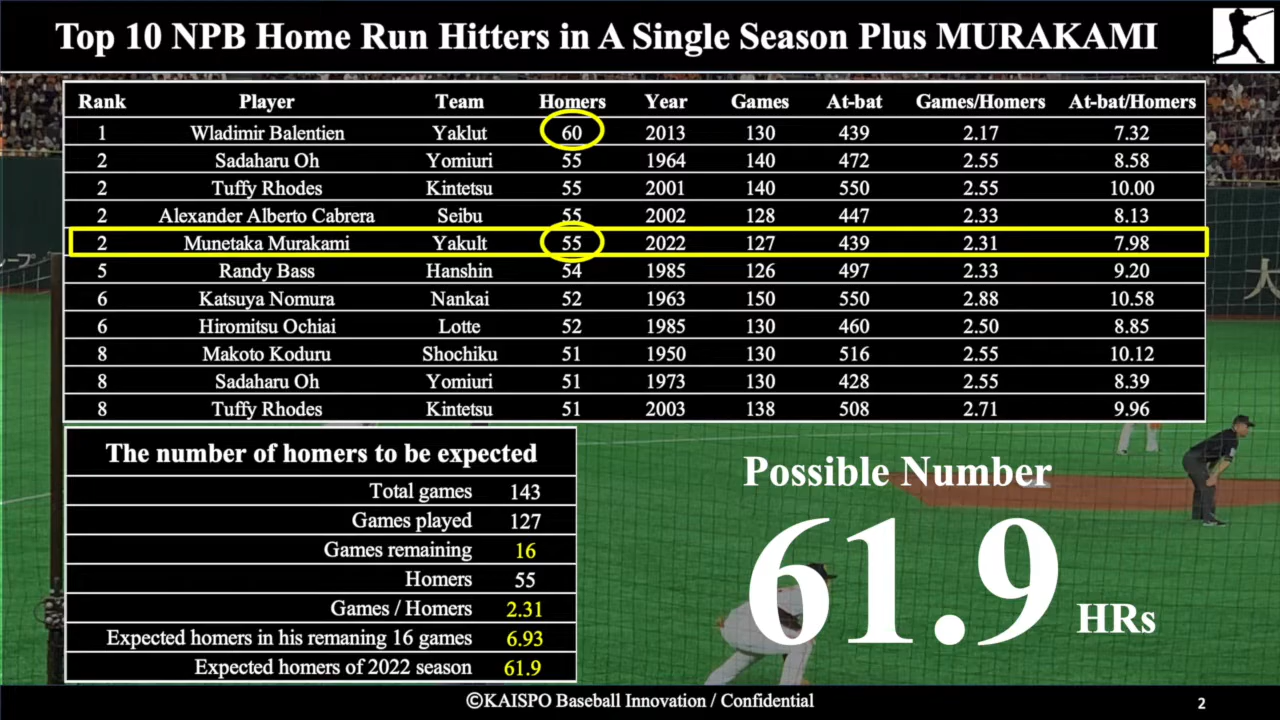 Top 10 NPB Home Run Hitters in A Single Season Plus MURAKAMI
Rank Player Team Homers Year Games At-bat Games/Homers At-bat/Homers
1 Wladimir Balentien Yaklut 60 2013 130 439 2.17 7.32
2 Sadaharu Oh Yomiuri 55 1964 140 472 2.55 8.58
2 Tuffy Rhodes Kintetsu 55 2001 140 550 2.55 10.00
2 Alexander Alberto Cabrera Seibu 55 2002 128 447 2.33 8.13
2 Munetaka Murakami Yakult 55 2022 127 439 2.31 7.98
5 Randy Bass Hanshin 54 1985 126 497 2.33 9.20
6 Katsuya Nomura Nankai 52 1963 150 550 2.88 10.58
6 Hiromitsu Ochiai Lotte 52 1985 130 460 2.50 8.85
8 Makoto Koduru Shochiku 51 1950 130 516 2.55 10.12
8 Sadaharu Oh Yomiuri 51 1973 130 428 2.55 8.39
8 Tuffy Rhodes Kintetsu 51 2003 138 508 2.71 9.96
The number of homers to be expected
Total games 143
Games played 127
Games remaining 16
Homers 55
Games / Homers 2.31
Expected homers in his remaning 16 games 6.93
Expected homers of 2022 season 61.9
Possible Number
61.9 HRs
大
©KAISPO Baseball Innovation / Confidential
2